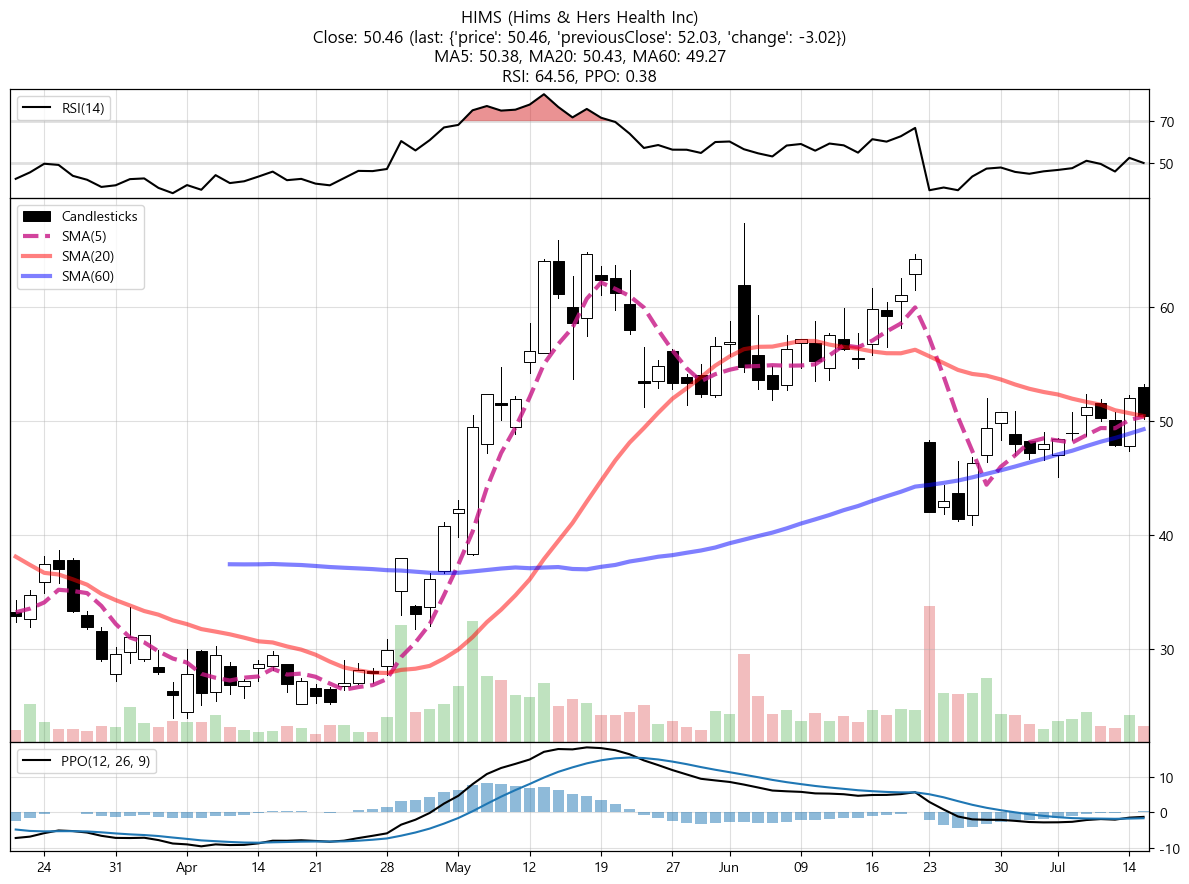 HIMS (Hims & Hers Health Inc)
Close: 50.46 (last: {'price': 50.46, 'previousClose': 52.03, 'change': -3.02})
MA5: 50.38, MA20: 50.43, MA60: 49.27
RSI: 64.56, PPO: 0.38
RSI(14)
70
50
Candlesticks
SMA(5)
SMA(20)
SMA(60)
60
50
40
30
PPO(12, 26, 9)
10
0
-10
24 31 Apr 14 21 28 May 12 19 27 Jun 09 16 23 30 Jul 14